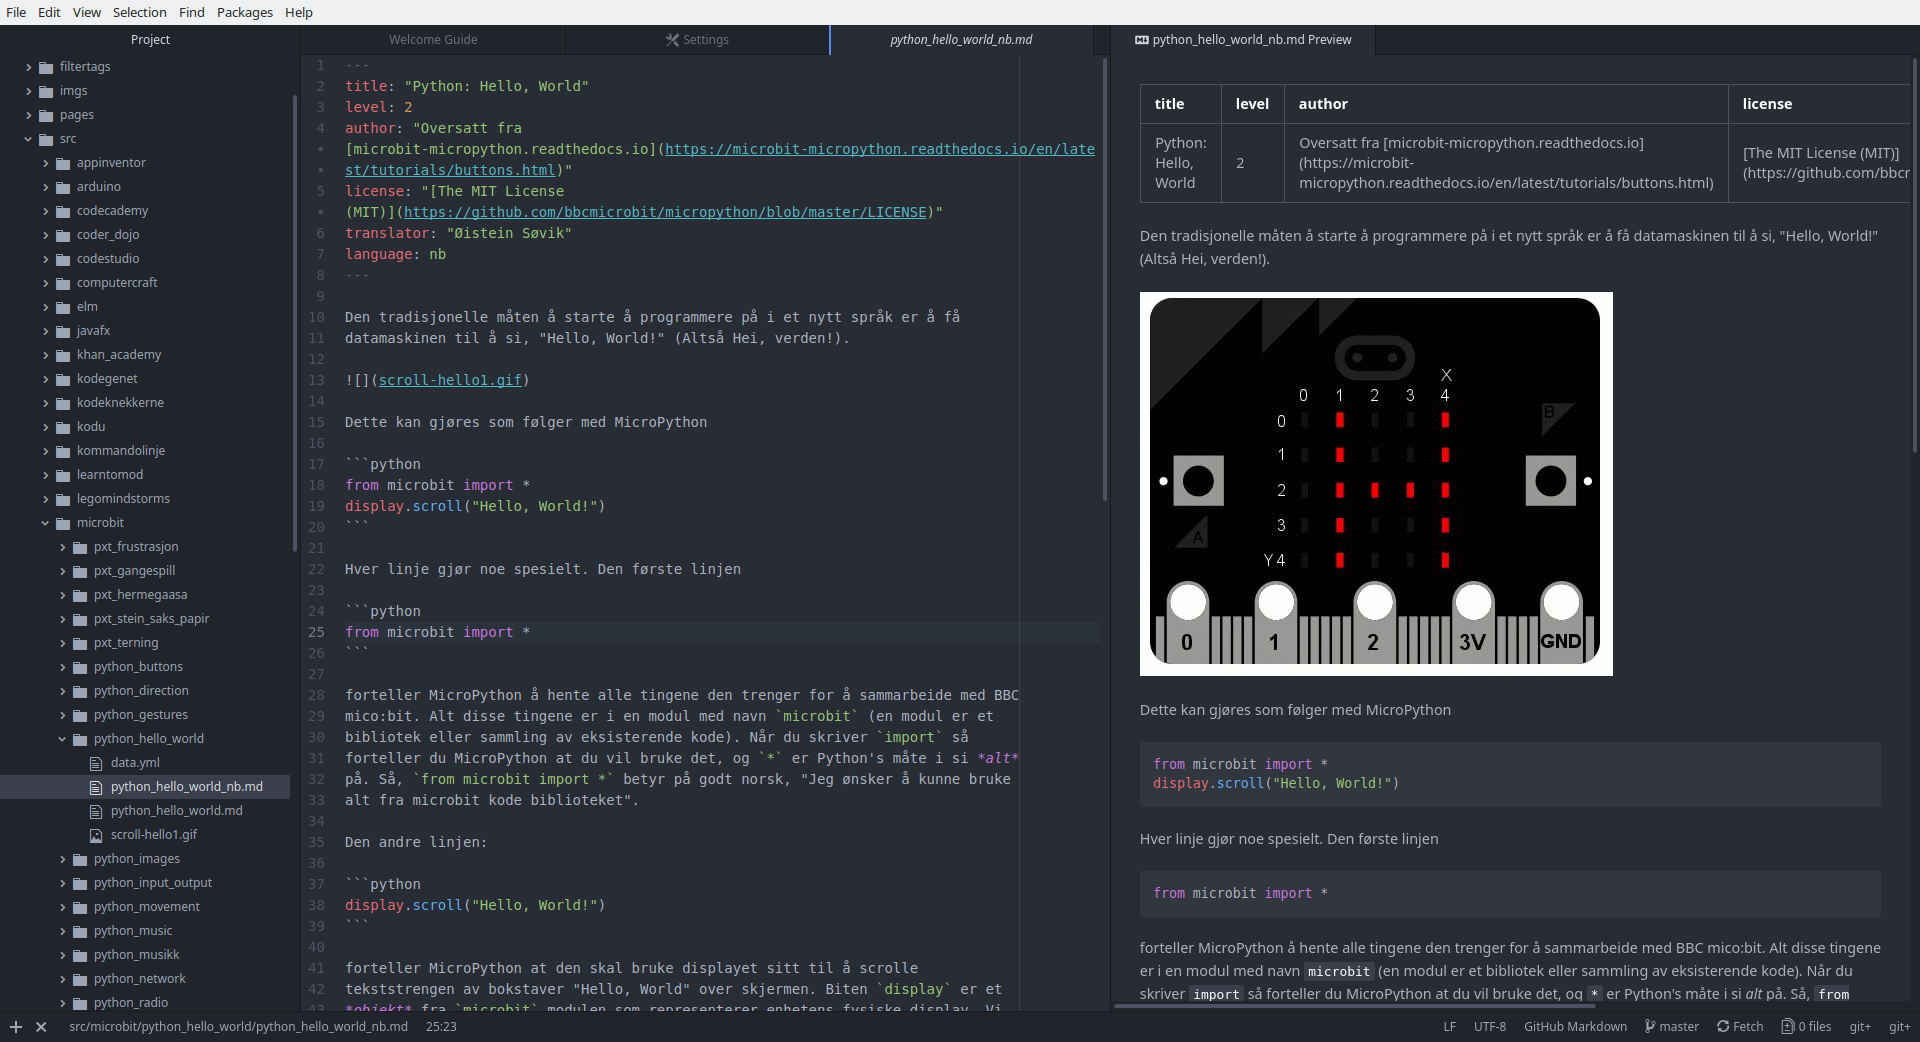 File Edit View Selection Find Packages Help
Project
filtertags
imgs
pages
src
appinventor
arduino
codecademy
coder_dojo
codestudio
computercraft
elm
javafx
khan_academy
kodegenet
kodeknekkerne
kodu
kommandolinje
learntomod
legomindstorms
microbit
pxt_frustrasjon
pxt_gangespill
pxt_hermegaasa
pxt_stein_saks_papir
pxt_terning
python_buttons
python_direction
python_gestures
python_hello_world
data.yml
python_hello_world_nb.md
python_hello_world.md
scroll-hello1.gif
python_images
python_input_output
python_movement
python_music
python_musikk
python_network
python_radio
Welcome Guide Settings python_hello_world_nb.md
1 ---
2 title: "Python: Hello, World"
3 level: 2
4 author: "Oversatt fra
• [microbit-micropython.readthedocs.io](https://microbit-micropython.readthedocs.io/en/late
• st/tutorials/buttons.html)"
5 license: "[The MIT License
• (MIT)](https://github.com/bbcmicrobit/micropython/blob/master/LICENSE)"
6 translator: "Øistein Søvik"
7 language: nb
8 ---
9
10 Den tradisjonelle måten å starte å programmere på i et nytt språk er å få
11 datamaskinen til å si, "Hello, World!" (Altså Hei, verden!).
12
13 ![](scroll-hello1.gif)
14
15 Dette kan gjøres som følger med MicroPython
16
17 ```python
18 from microbit import *
19 display.scroll("Hello, World!")
20 ```
21
22 Hver linje gjør noe spesielt. Den første linjen
23
24 ```python
25 from microbit import *
26 ```
27
28 forteller MicroPython å hente alle tingene den trenger for å sammarbeide med BBC
29 mico:bit. Alt disse tingene er i en modul med navn `microbit` (en modul er et
30 bibliotek eller sammling av eksisterende kode). Når du skriver `import` så
31 forteller du MicroPython at du vil bruke det, og `*` er Python's måte i si *alt*
32 på. Så, `from microbit import *` betyr på godt norsk, "Jeg ønsker å kunne bruke
33 alt fra microbit kode biblioteket".
34
35 Den andre linjen:
36
37 ```python
38 display.scroll("Hello, World!")
39 ```
40
41 forteller MicroPython at den skal bruke displayet sitt til å scrolle
42 tekststrengen av bokstaver "Hello, World" over skjermen. Biten `display` er et
43 *objekt* fra `microbit` modulen som representerer enhetens fysiske display. Vi
python_hello_world_nb.md Preview
title level author license
Python: Hello, World
2
Oversatt fra [microbit-micropython.readthedocs.io]
(https://microbit-
micropython.readthedocs.io/en/latest/tutorials/buttons.html)
[The MIT License (MIT)]
(https://github.com/bbcr
Den tradisjonelle måten å starte å programmere på i et nytt språk er å få datamaskinen til å si, "Hello, World!"
(Altså Hei, verden!).
X
0 1 2 3 4
0
1
2
3
Y 4
B
A
0 1 2 3V GND
Dette kan gjøres som følger med MicroPython
from microbit import *
display.scroll("Hello, World!")
Hver linje gjør noe spesielt. Den første linjen
from microbit import *
forteller MicroPython å hente alle tingene den trenger for å sammarbeide med BBC mico:bit. Alt disse tingene
er i en modul med navn microbit (en modul er et bibliotek eller sammling av eksisterende kode). Når du
skriver import så forteller du MicroPython at du vil bruke det, og * er Python's måte i si alt på. Så, from
src/microbit/python_hello_world/python_hello_world_nb.md 25:23 LF UTF-8 GitHub Markdown master Fetch 0 files git+ git+